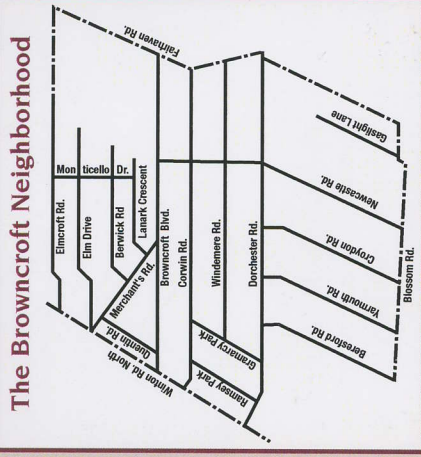 The Browncroft Neighborhood
Fairhaven Rd.
Elmcroft Rd.
Mon ticello Dr.
Elm Drive
Berwick Rd
Lanark Crescent
Merchant's Rd.
Browncroft Blvd.
Quentin Rd.
Winton Rd. North
Corwin Rd.
Windemere Rd.
Gramarcy Park
Ramsey Park
Dorchester Rd.
Gaslight Lane
Newcastle Rd.
Croydon Rd.
Yarmouth Rd.
Beresford Rd.
Blossom Rd.